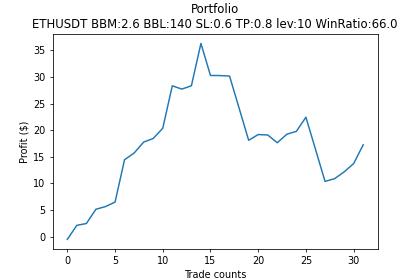 Portfolio
ETHUSDT BBM:2.6 BBL:140 SL:0.6 TP:0.8 lev:10 WinRatio:66.0
35
30
25
20
15
10
5
0
Profit ($)
0 5 10 15 20 25 30
Trade counts